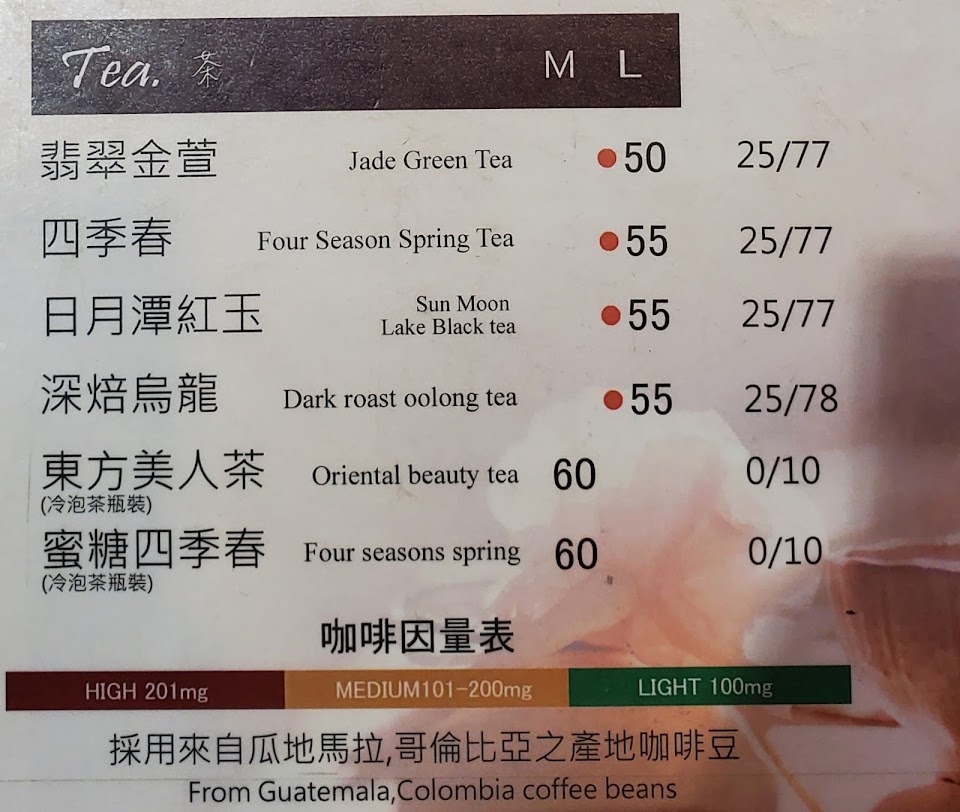 Tea. 茶 M L
翡翠金萱 Jade Green Tea 50 25/77
四季春 Four Season Spring Tea 55 25/77
日月潭紅玉 Sun Moon Lake Black tea 55 25/77
深焙烏龍 Dark roast oolong tea 55 25/78
東方美人茶 Oriental beauty tea 60 0/10
(冷泡茶瓶裝)
蜜糖四季春 Four seasons spring 60 0/10
(冷泡茶瓶裝)
咖啡因量表
HIGH 201mg MEDIUM101-200mg LIGHT 100mg
採用來自瓜地馬拉,哥倫比亞之產地咖啡豆
From Guatemala,Colombia coffee beans